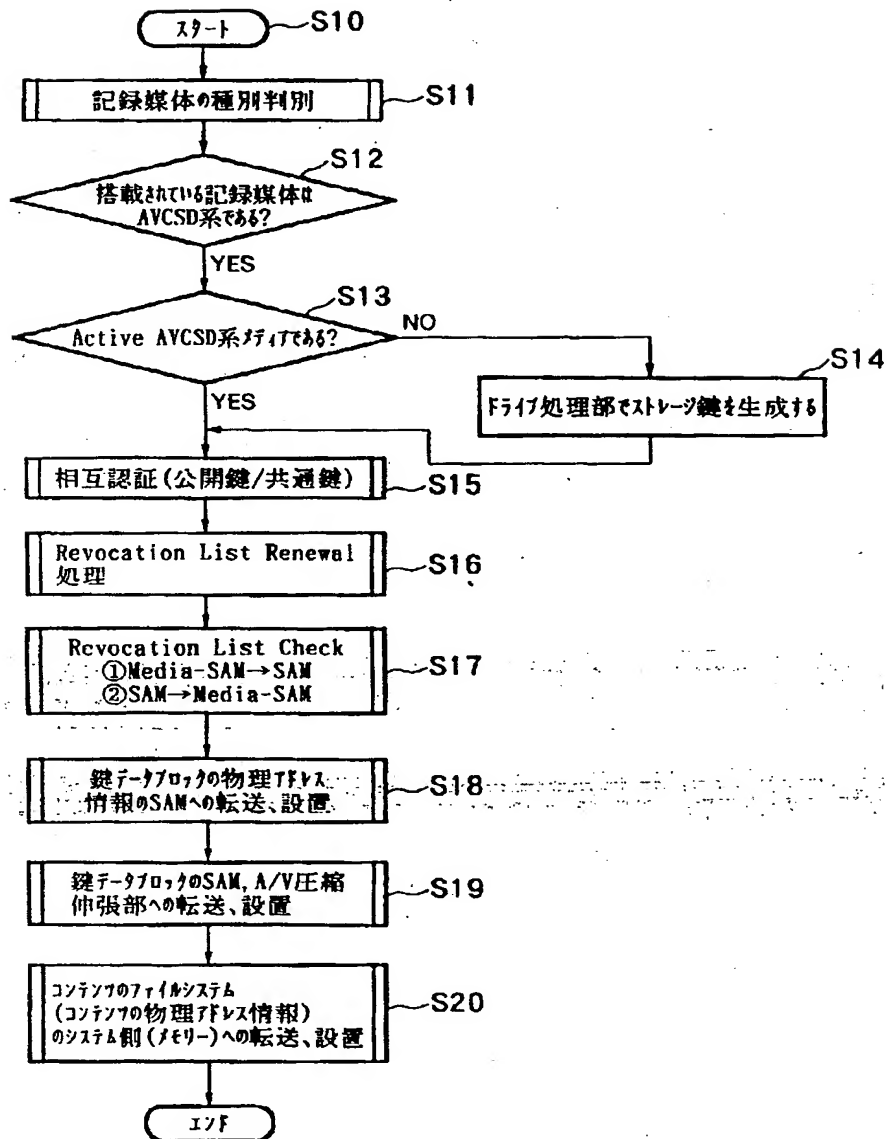 スタート
S10
記録媒体の種別判別
S11
S12
搭載されている記録媒体は
AVCSD系である?
YES
S13
Active AVCSD系メディアである?
NO
S14
ドライブ処理部でストレージ鍵を生成する
YES
相互認証(公開鍵/共通鍵)
S15
Revocation List Renewal
処理
S16
Revocation List Check
①Media-SAM→SAM
②SAM→Media-SAM
S17
鍵データブロックの物理アドレス
情報のSAMへの転送、設置
S18
鍵データブロックのSAM, A/V圧縮
伸張部への転送、設置
S19
コンテンツのファイルシステム
(コンテンツの物理アドレス情報)
のシステム側(メモリー)への転送、設置
S20
エンド